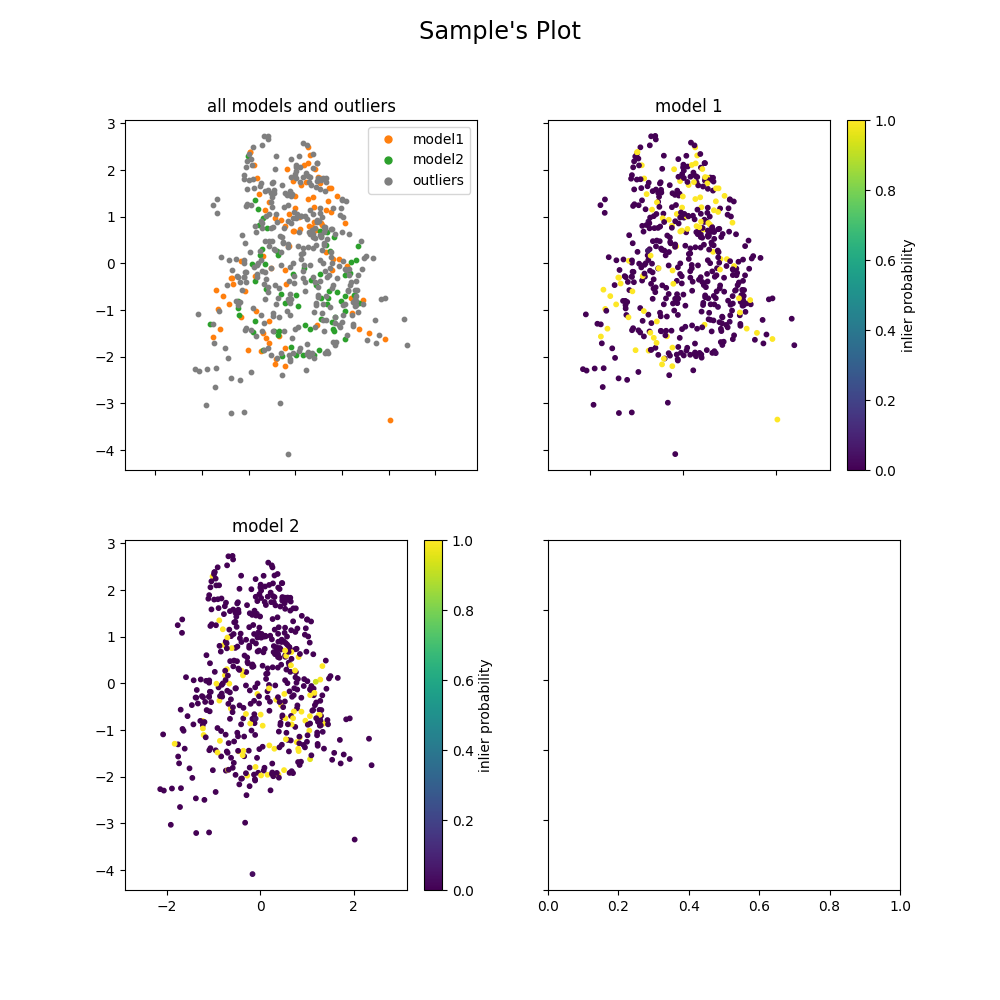 Sample's Plot
all models and outliers
3
2
1
0
−1
−2
−3
−4
model1
model2
outliers
model 1
1.0
0.8
0.6
0.4
0.2
0.0
inlier probability
model 2
3
2
1
0
−1
−2
−3
−4
−2 0 2
1.0
0.8
0.6
0.4
0.2
0.0
inlier probability
0.0 0.2 0.4 0.6 0.8 1.0